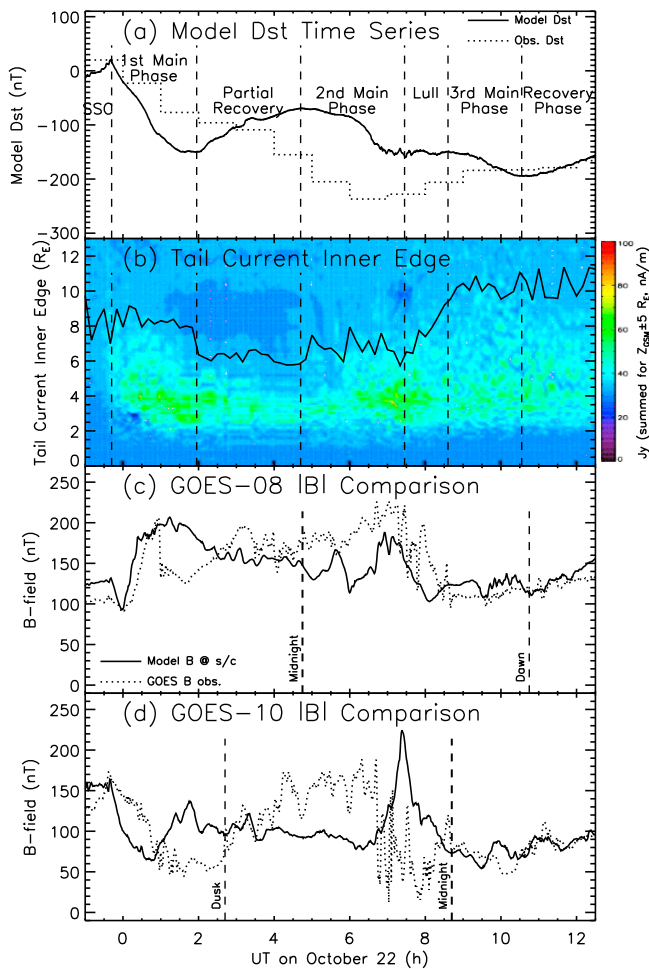 (a) Model Dst Time Series
Model Dst
Obs. Dst
Model Dst (nT)
100
0
-100
-200
-300
SSC
1st Main
Phase
Partial
Recovery
2nd Main
Phase
Lull
3rd Main
Phase
Recovery
Phase
(b) Tail Current Inner Edge
Tail Current Inner Edge (RE)
12
10
8
6
4
2
0
100
80
60
40
20
0
Jy (summed for ZGSM±5 RE, nA/m)
(c) GOES-08 |B| Comparison
B-field (nT)
250
200
150
100
50
0
Model B @ s/c
GOES B obs.
Midnight
Dawn
(d) GOES-10 |B| Comparison
B-field (nT)
250
200
150
100
50
0
Dusk
Midnight
0 2 4 6 8 10 12
UT on October 22 (h)